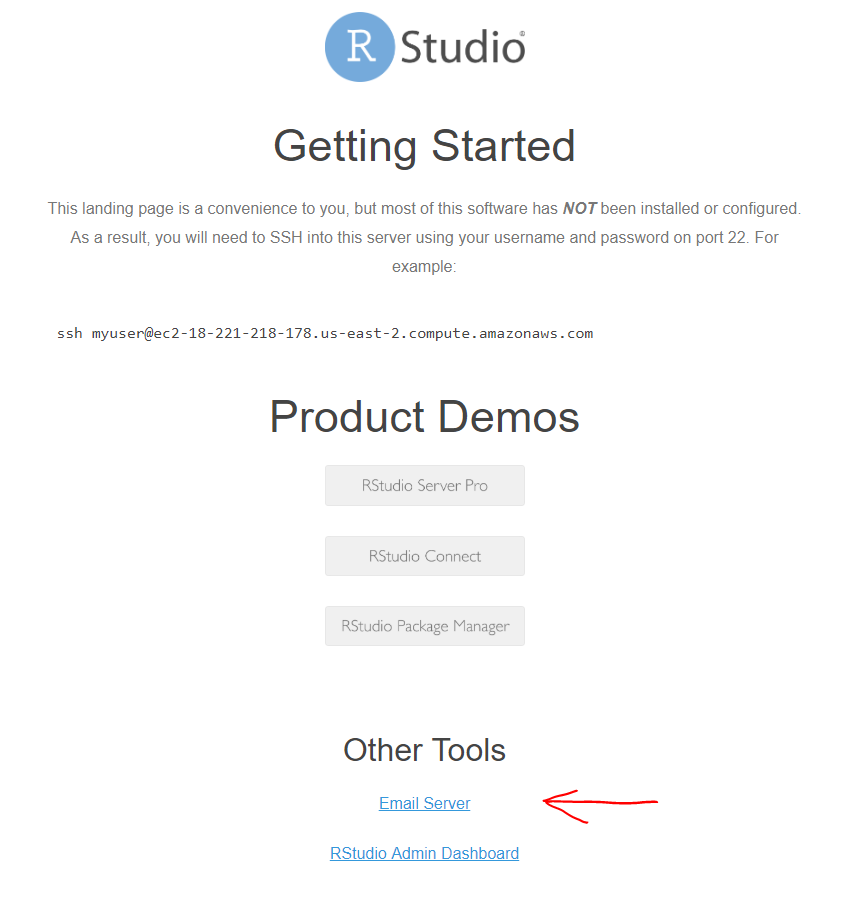 R Studio®
Getting Started
This landing page is a convenience to you, but most of this software has NOT been installed or configured.
As a result, you will need to SSH into this server using your username and password on port 22. For
example:
ssh myuser@ec2-18-221-218-178.us-east-2.compute.amazonaws.com
Product Demos
RStudio Server Pro
RStudio Connect
RStudio Package Manager
Other Tools
Email Server
RStudio Admin Dashboard